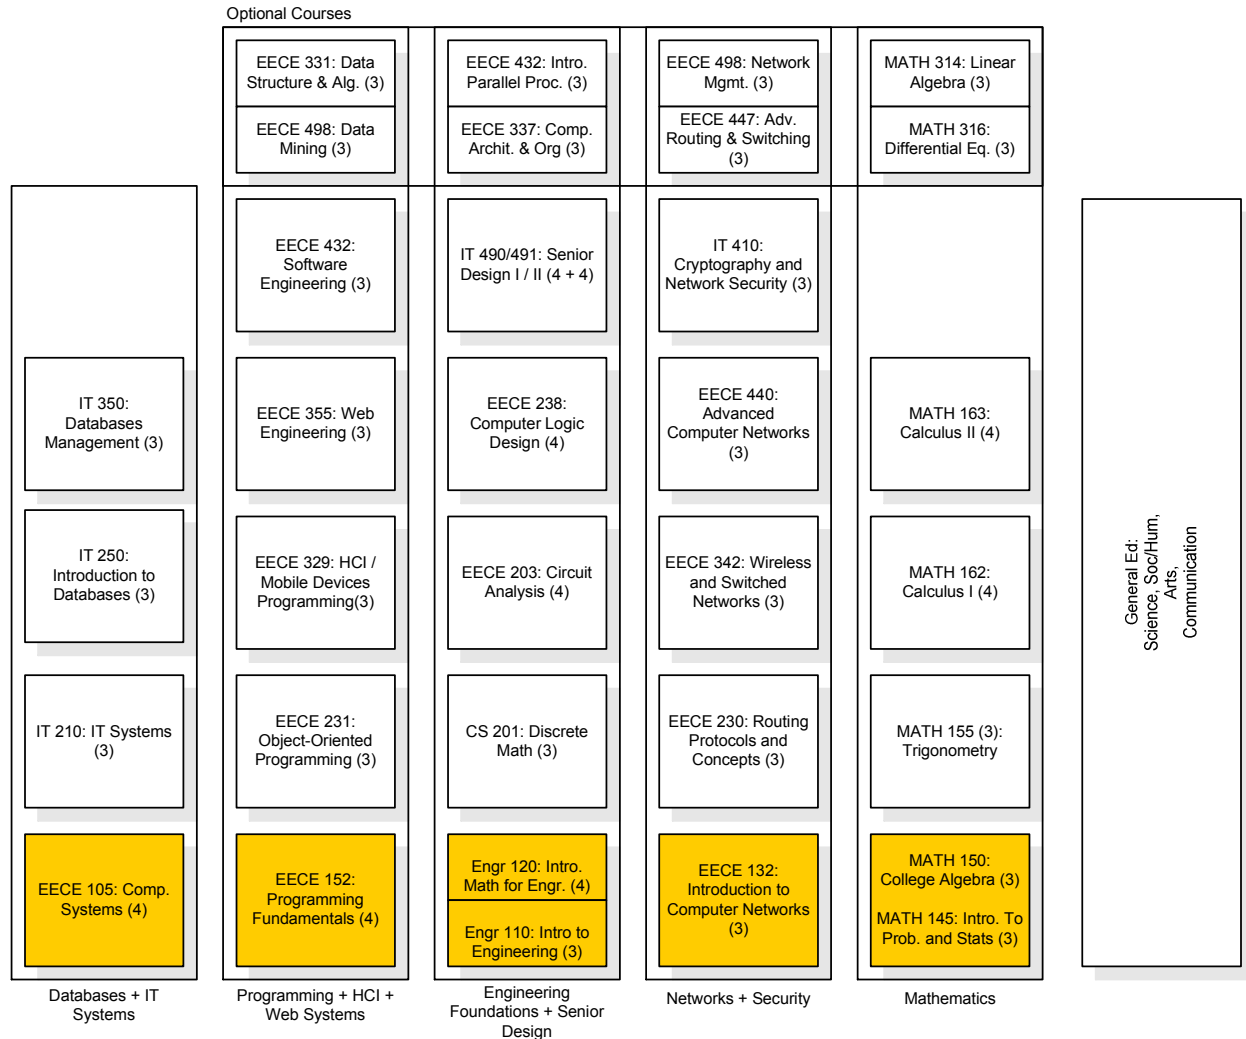 Optional Courses
EECE 331: Data
Structure & Alg. (3)
EECE 498: Data
Mining (3)
EECE 432: Intro.
Parallel Proc. (3)
EECE 337: Comp.
Archit. & Org (3)
EECE 498: Network
Mgmt. (3)
EECE 447: Adv.
Routing & Switching
(3)
MATH 314: Linear
Algebra (3)
MATH 316:
Differential Eq. (3)
EECE 432:
Software
Engineering (3)
IT 490/491: Senior
Design I / II (4 + 4)
IT 410:
Cryptography and
Network Security (3)
IT 350:
Databases
Management (3)
EECE 355: Web
Engineering (3)
EECE 238:
Computer Logic
Design (4)
EECE 440:
Advanced
Computer Networks
(3)
MATH 163:
Calculus II (4)
IT 250:
Introduction to
Databases (3)
EECE 329: HCI /
Mobile Devices
Programming(3)
EECE 203: Circuit
Analysis (4)
EECE 342: Wireless
and Switched
Networks (3)
MATH 162:
Calculus I (4)
IT 210: IT Systems
(3)
EECE 231:
Object-Oriented
Programming (3)
CS 201: Discrete
Math (3)
EECE 230: Routing
Protocols and
Concepts (3)
MATH 155 (3):
Trigonometry
EECE 105: Comp.
Systems (4)
EECE 152:
Programming
Fundamentals (4)
Engr 120: Intro.
Math for Engr. (4)
Engr 110: Intro to
Engineering (3)
EECE 132:
Introduction to
Computer Networks
(3)
MATH 150:
College Algebra (3)
MATH 145: Intro. To
Prob. and Stats (3)
General Ed:
Science, Soc/Hum,
Arts,
Communication
Databases + IT
Systems
Programming + HCI +
Web Systems
Engineering
Foundations + Senior
Design
Networks + Security
Mathematics